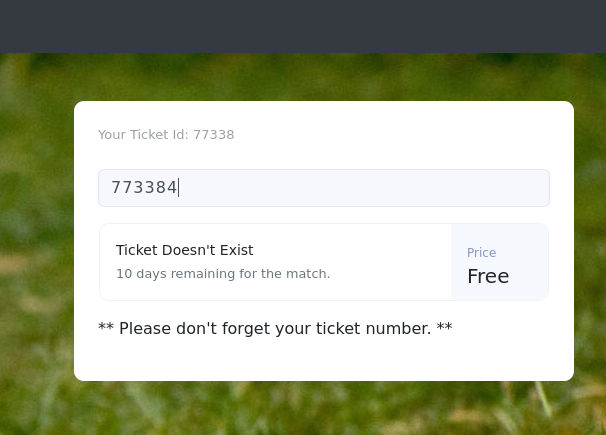 Your Ticket Id: 77338
773384
Ticket Doesn't Exist
10 days remaining for the match.
Price
Free
** Please don't forget your ticket number. **